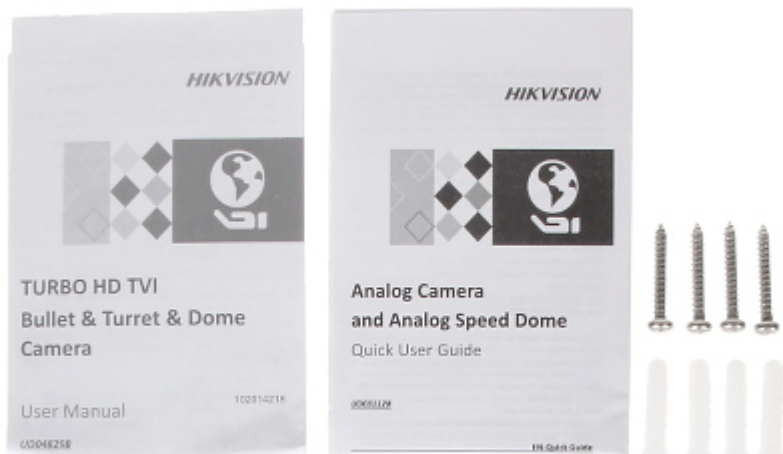 HIKVISION
TURBO HD TVI
Bullet & Turret & Dome
Camera
User Manual
102014218
UD04825B
HIKVISION
Analog Camera
and Analog Speed Dome
Quick User Guide
EN Quick Guide